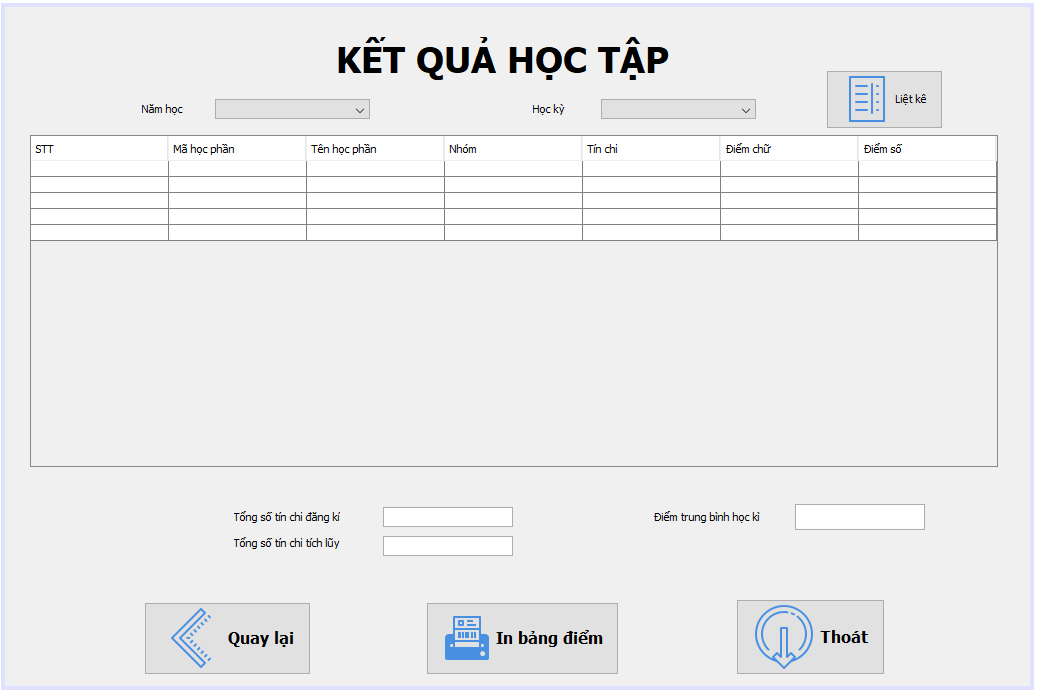 KẾT QUẢ HỌC TẬP
Năm học
Học kỳ
Liệt kê
STT Mã học phần Tên học phần Nhóm Tín chỉ Điểm chữ Điểm số
Tổng số tín chỉ đăng kí
Điểm trung bình học kì
Tổng số tín chỉ tích lũy
Quay lại
In bảng điểm
Thoát